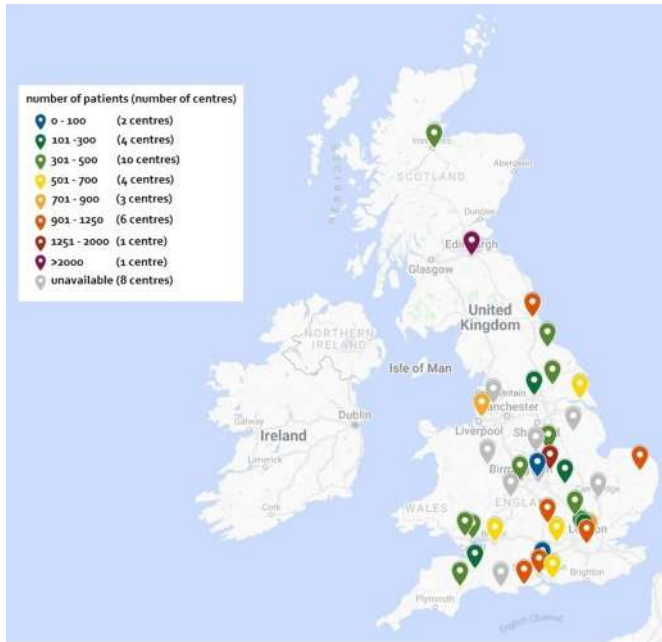 number of patients (number of centres)
0 - 100 (2 centres)
101 -300 (4 centres)
301 - 500 (10 centres)
501 - 700 (4 centres)
701 - 900 (3 centres)
901 - 1250 (6 centres)
1251 - 2000 (1 centre)
>2000 (1 centre)
unavailable (8 centres)
Aberdeen
SCOTLAND
Dundee
Edinburgh
Glasgow
United
Kingdom
NORTHERN
IRELAND
Isle of Man
Dublin
Galway
Ireland
Limerick
Cork
Manchester
Liverpool
WALES
ENGLAND
Brighton
Plymouth
English Channel